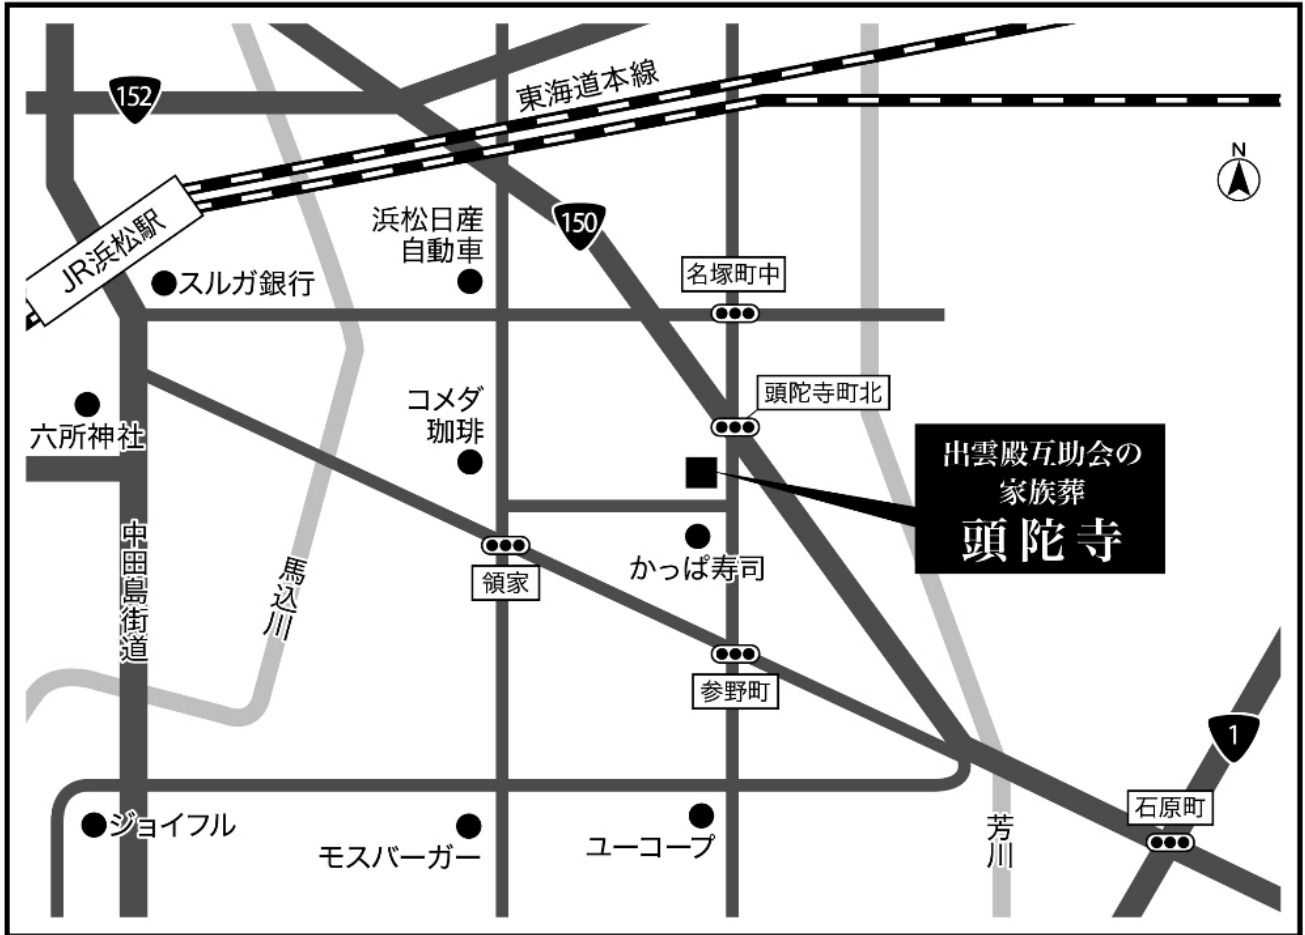 152
東海道本線
N
JR浜松駅
浜松日産
自動車
150
スルガ銀行
名塚町中
頭陀寺町北
コメダ
珈琲
六所神社
出雲殿互助会の
家族葬
頭陀寺
中田島街道
馬込川
領家
かっぱ寿司
参野町
1
石原町
ジョイフル
モスバーガー
ユーコープ
芳川